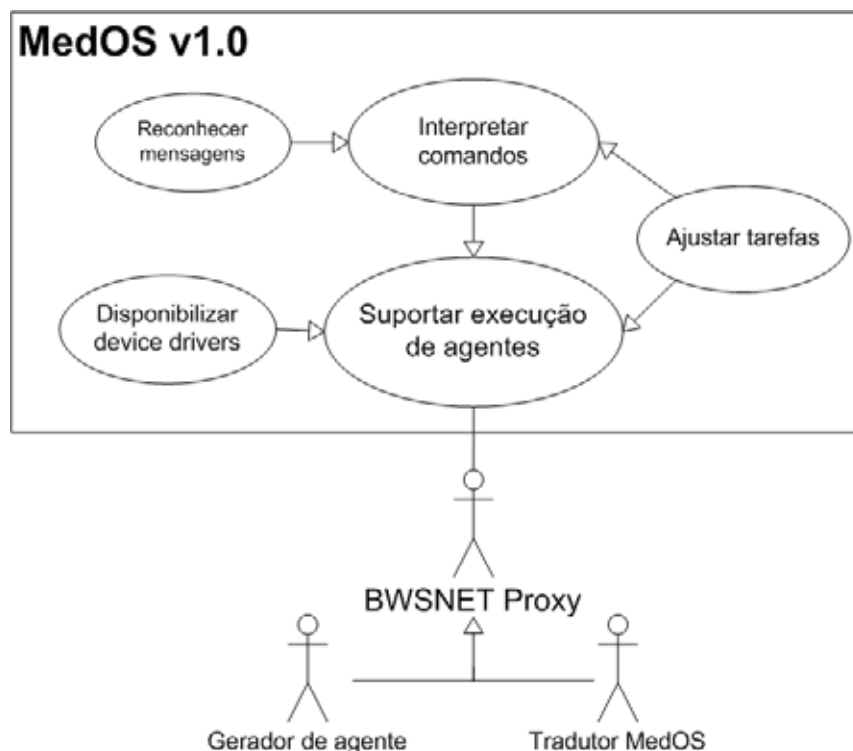 MedOS v1.0
Reconhecer
mensagens
Interpretar
comandos
Ajustar tarefas
Disponibilizar
device drivers
Suportar execução
de agentes
BWSNET Proxy
Gerador de agente
Tradutor MedOS